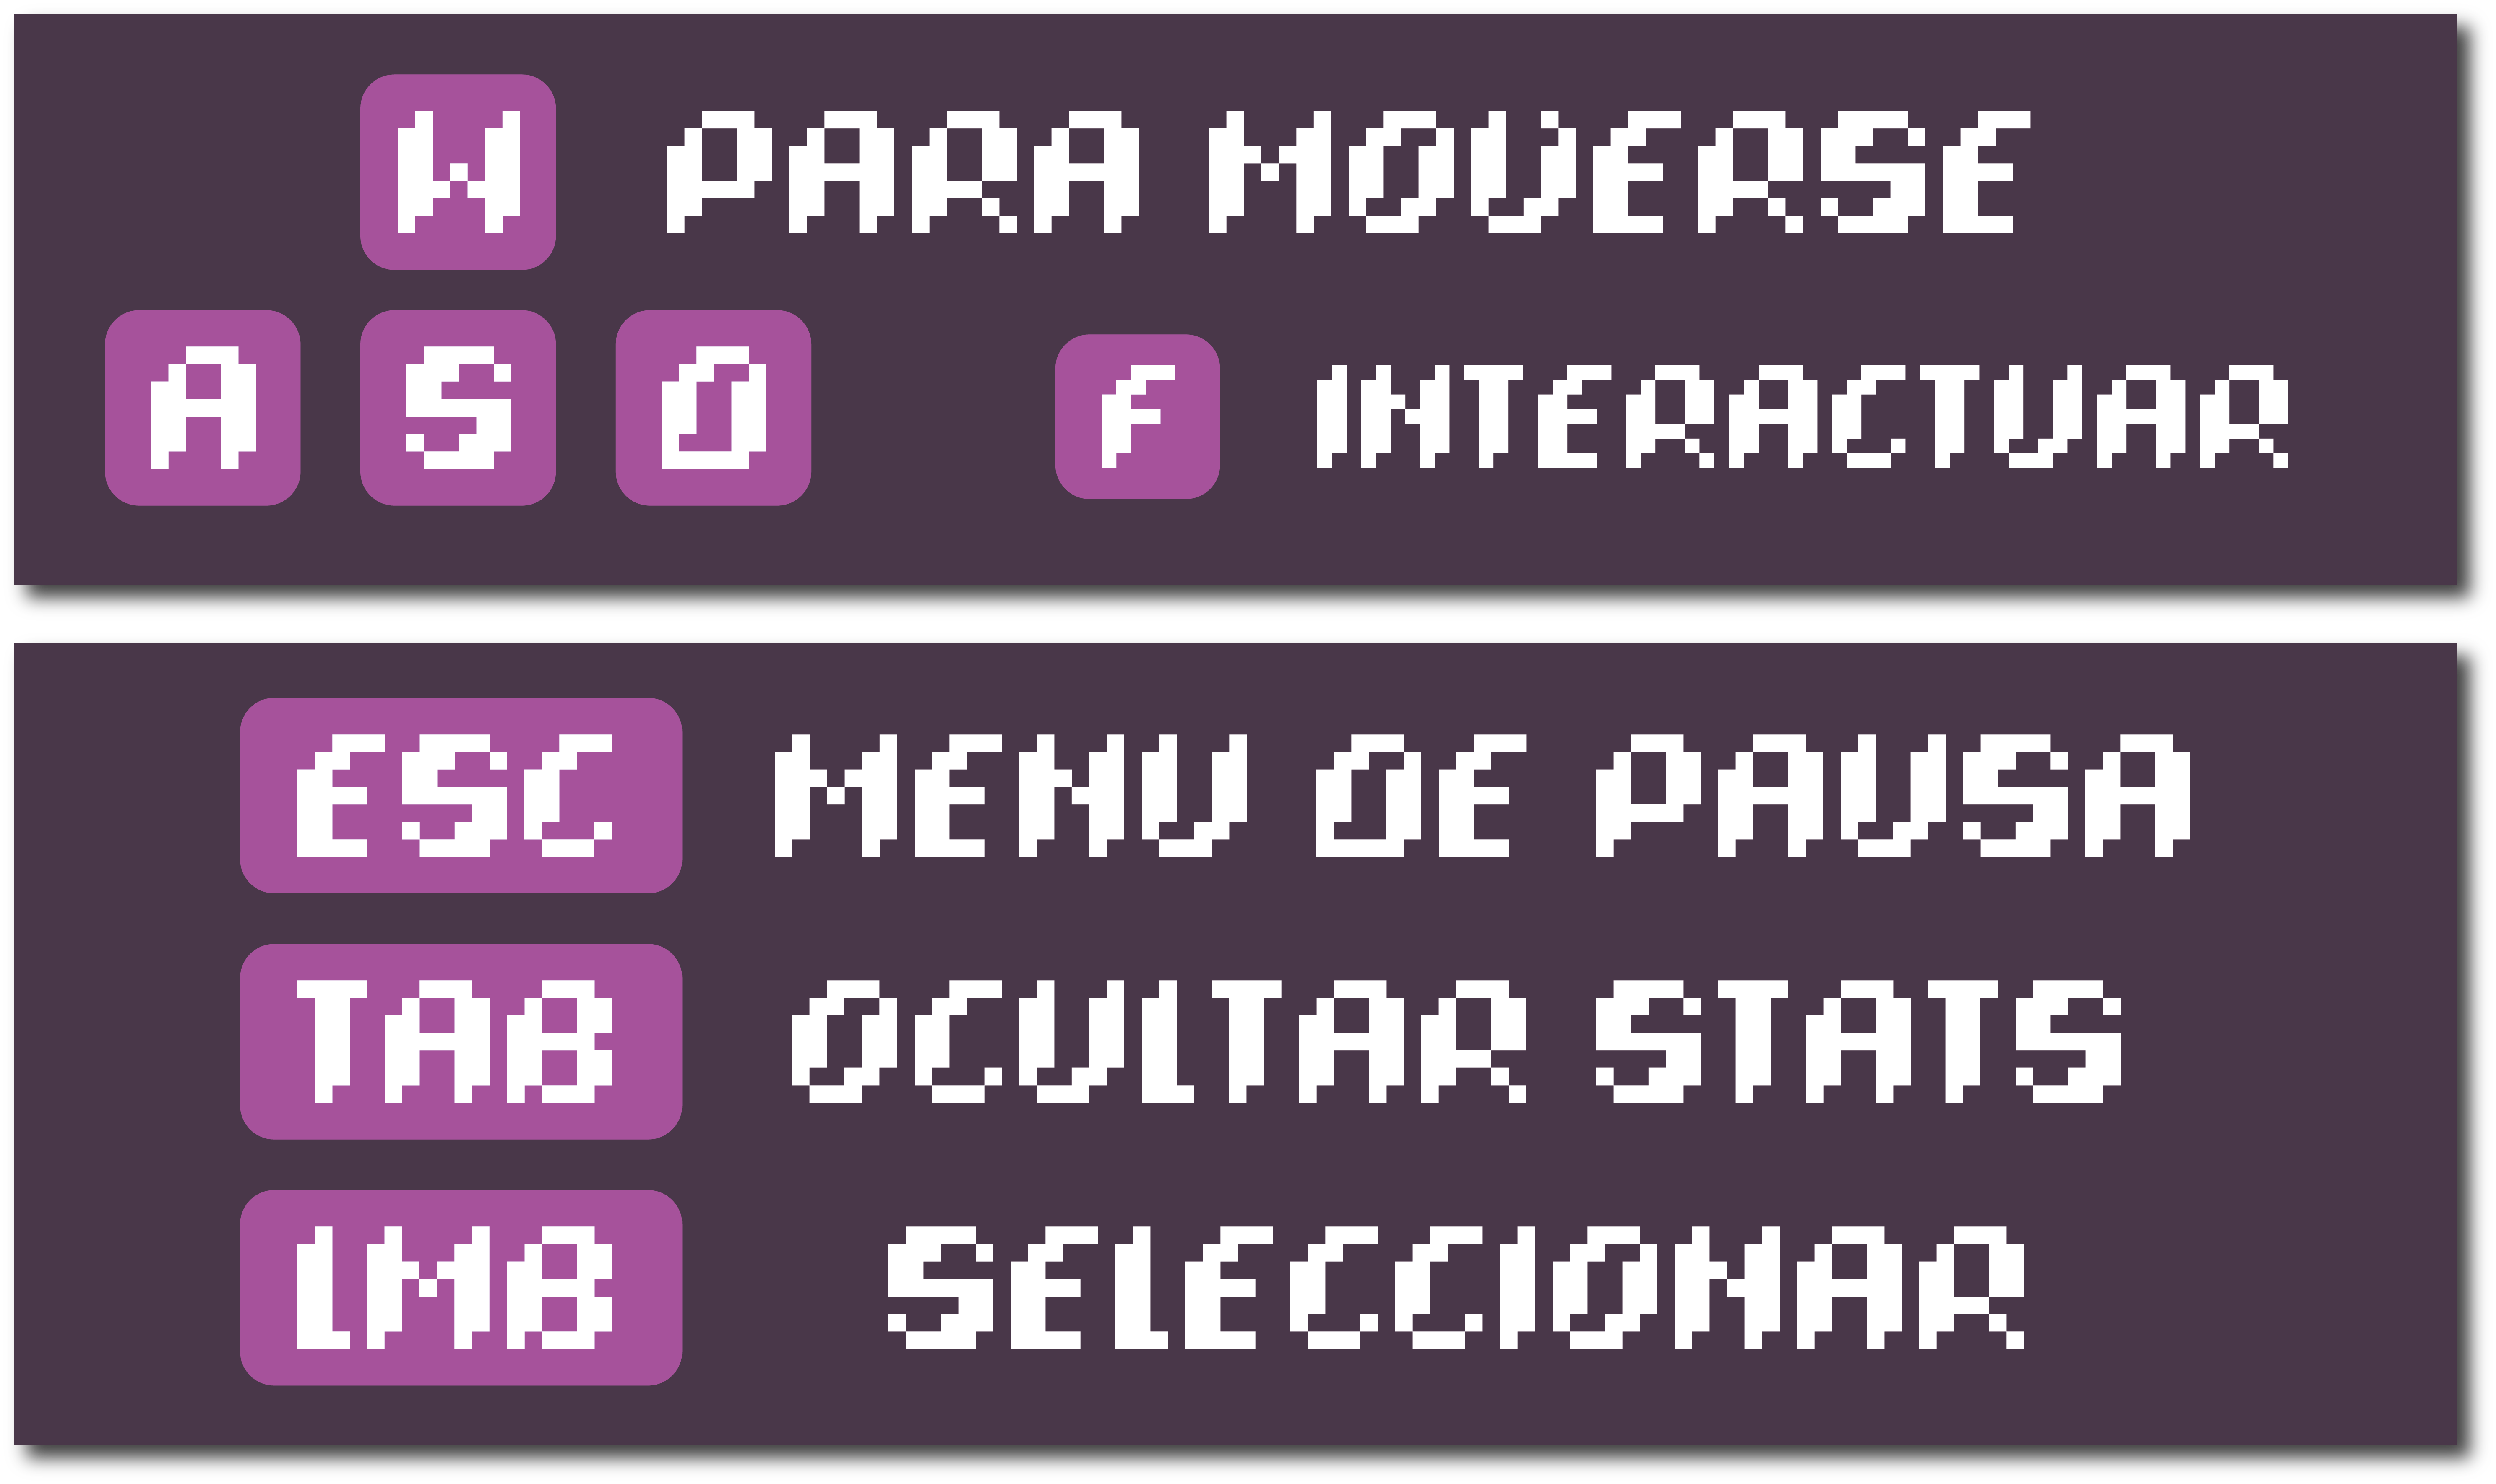 W PARA MOVERSE
A S D F INTERACTUAR
ESC MENU DE PAUSA
TAB OCULTAR STATS
LMB SELECCIONAR